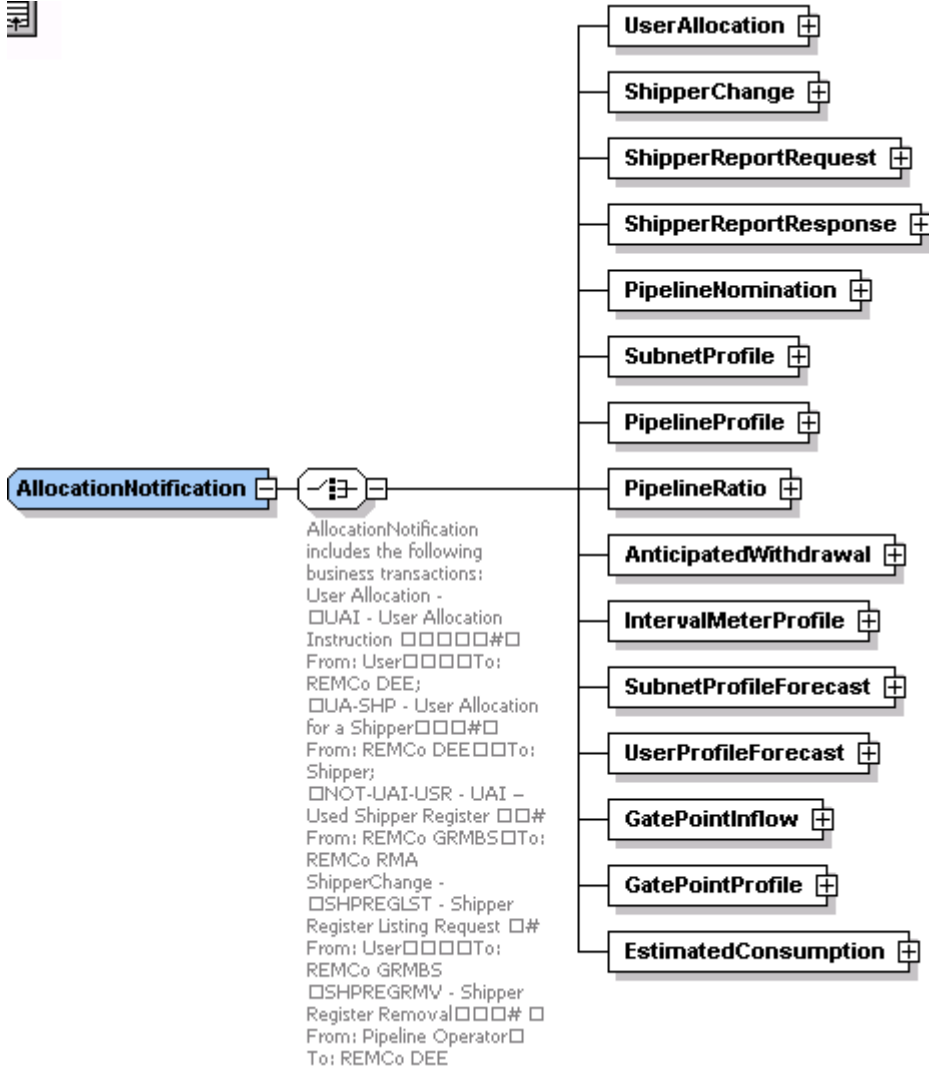 UserAllocation
ShipperChange
ShipperReportRequest
ShipperReportResponse
PipelineNomination
SubnetProfile
PipelineProfile
AllocationNotification
PipelineRatio
AnticipatedWithdrawal
IntervalMeterProfile
SubnetProfileForecast
UserProfileForecast
GatePointInflow
GatePointProfile
EstimatedConsumption
AllocationNotification
includes the following
business transactions:
User Allocation -
□UAI - User Allocation
Instruction □□□□□#□
From: User□□□□To:
REMCo DEE;
□UA-SHP - User Allocation
for a Shipper□□□#□
From: REMCo DEE□□To:
Shipper;
□NOT-UAI-USR - UAI –
Used Shipper Register □□#
From: REMCo GRMBS□To:
REMCo RMA
ShipperChange -
□SHPREGLST - Shipper
Register Listing Request □#
From: User□□□□To:
REMCo GRMBS
□SHPREGRMV - Shipper
Register Removal□□□# □
From: Pipeline Operator□
To: REMCo DEE